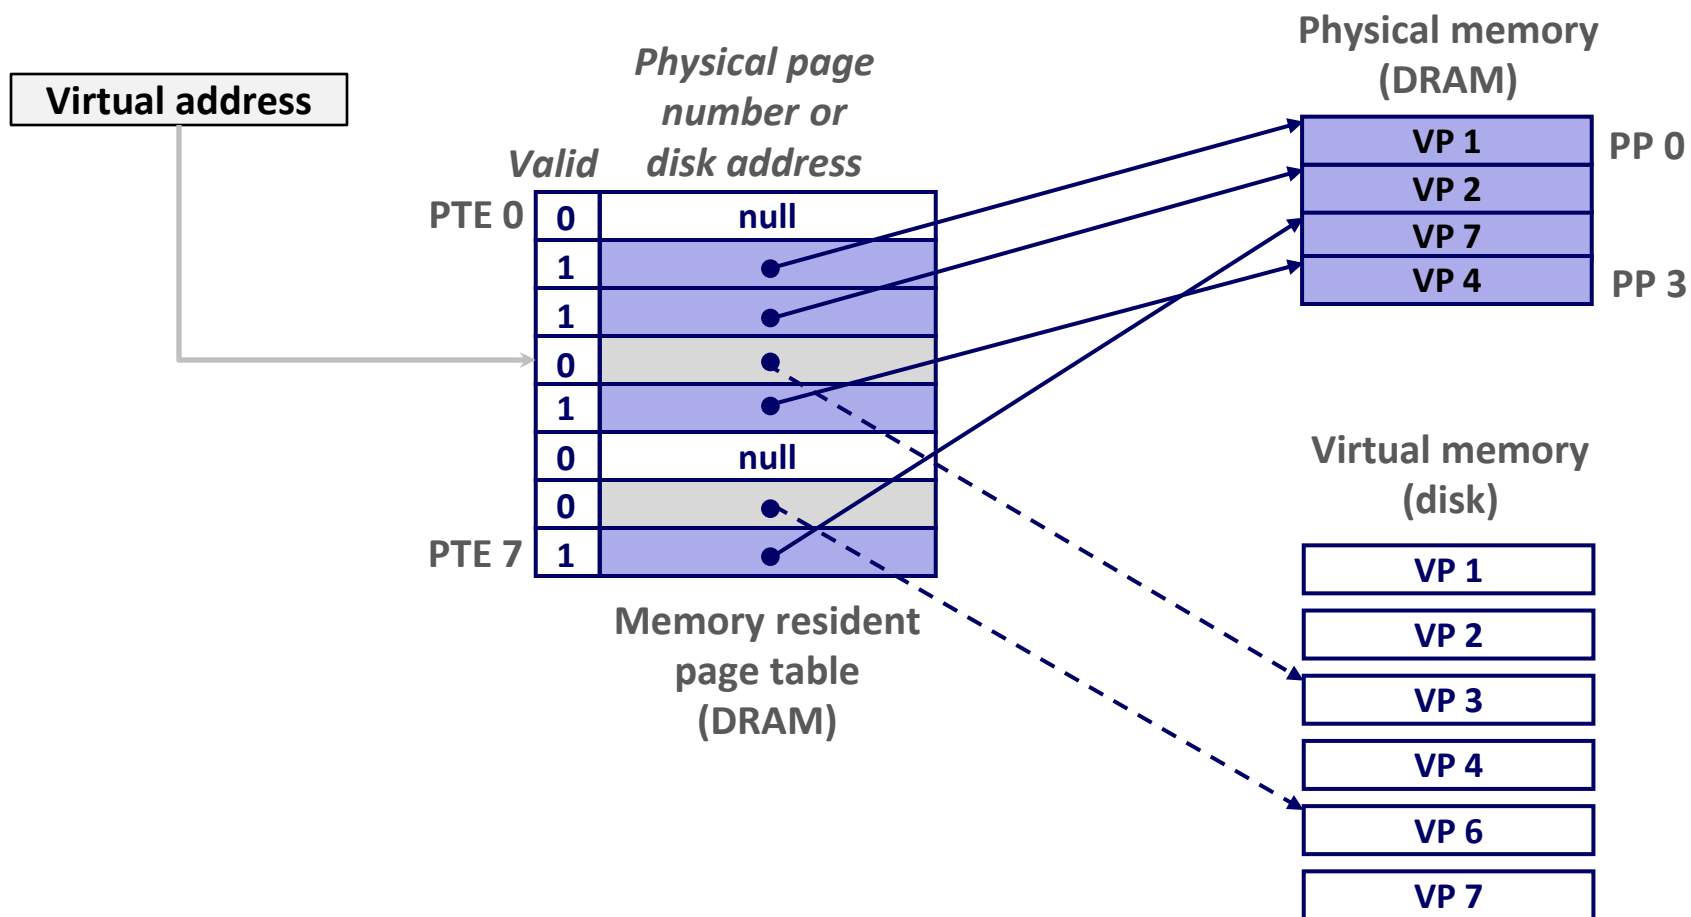 Virtual address
Physical page
number or
disk address
Valid
PTE 0
0
null
1
1
0
1
0
null
0
PTE 7
1
Memory resident
page table
(DRAM)
Physical memory
(DRAM)
VP 1
PP 0
VP 2
VP 7
VP 4
PP 3
Virtual memory
(disk)
VP 1
VP 2
VP 3
VP 4
VP 6
VP 7